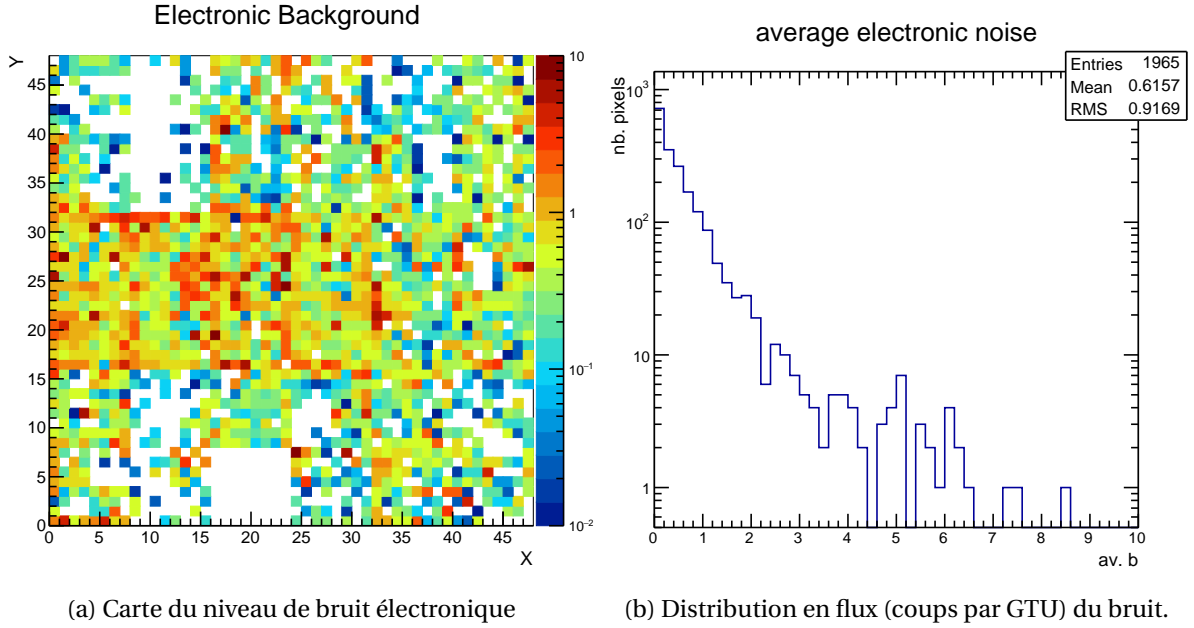 Electronic Background
Y
45
40
35
30
25
20
15
10
5
0
0 5 10 15 20 25 30 35 40 45
X
10
1
10⁻¹
10⁻²
average electronic noise
Entries 1965
Mean 0.6157
RMS 0.9169
nb. pixels
10³
10²
10
1
0 1 2 3 4 5 6 7 8 9 10
av. b
(a) Carte du niveau de bruit électronique
(b) Distribution en flux (coups par GTU) du bruit.